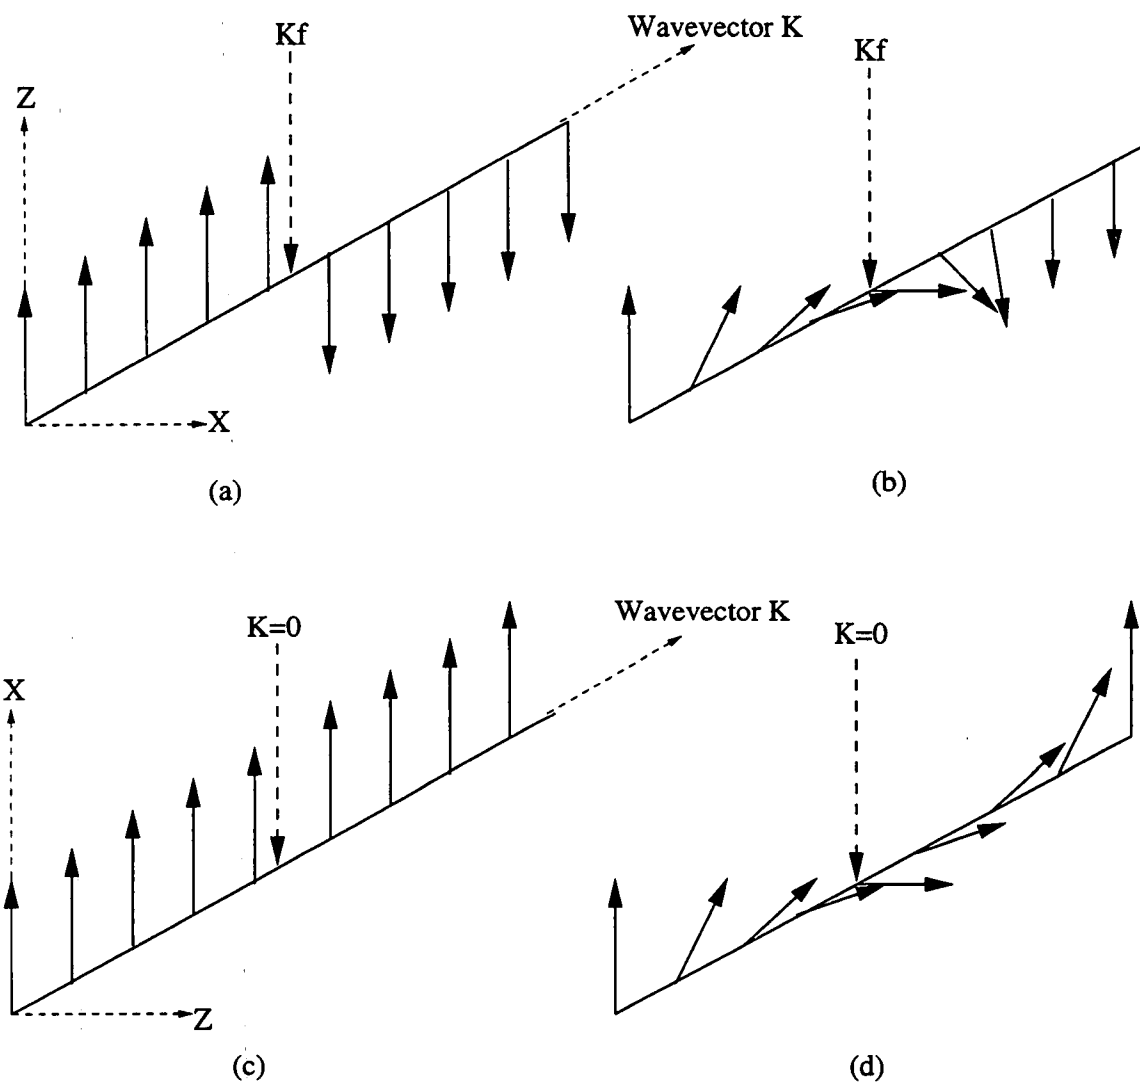 Kf
Wavevector K
Kf
Z
X
(a)
(b)
K=0
Wavevector K
K=0
X
Z
(c)
(d)